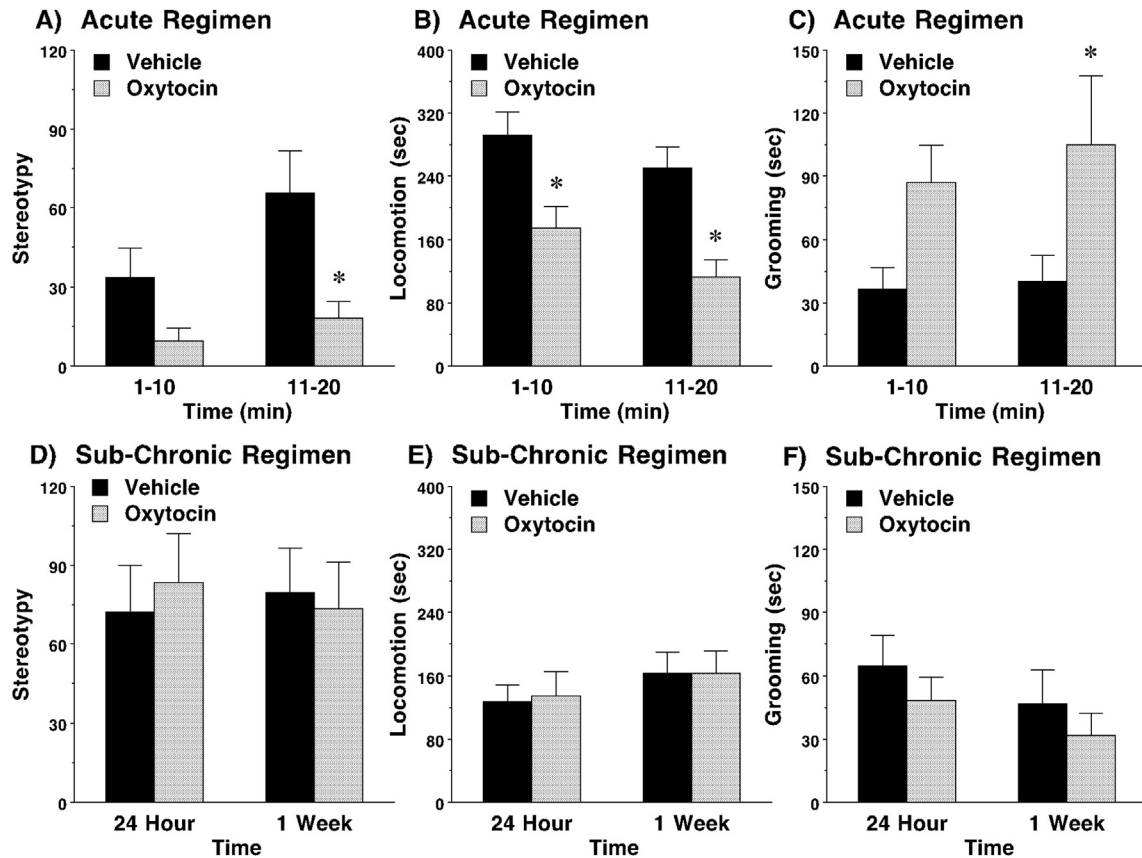 A) Acute Regimen
Stereotypy
120
90
60
30
0
Vehicle
Oxytocin
*
1-10
11-20
Time (min)
B) Acute Regimen
Locomotion (sec)
400
320
240
160
80
0
Vehicle
Oxytocin
*
*
1-10
11-20
Time (min)
C) Acute Regimen
Grooming (sec)
150
120
90
60
30
0
Vehicle
Oxytocin
*
1-10
11-20
Time (min)
D) Sub-Chronic Regimen
Stereotypy
120
90
60
30
0
Vehicle
Oxytocin
24 Hour
1 Week
Time
E) Sub-Chronic Regimen
Locomotion (sec)
400
320
240
160
80
0
Vehicle
Oxytocin
24 Hour
1 Week
Time
F) Sub-Chronic Regimen
Grooming (sec)
150
120
90
60
30
0
Vehicle
Oxytocin
24 Hour
1 Week
Time